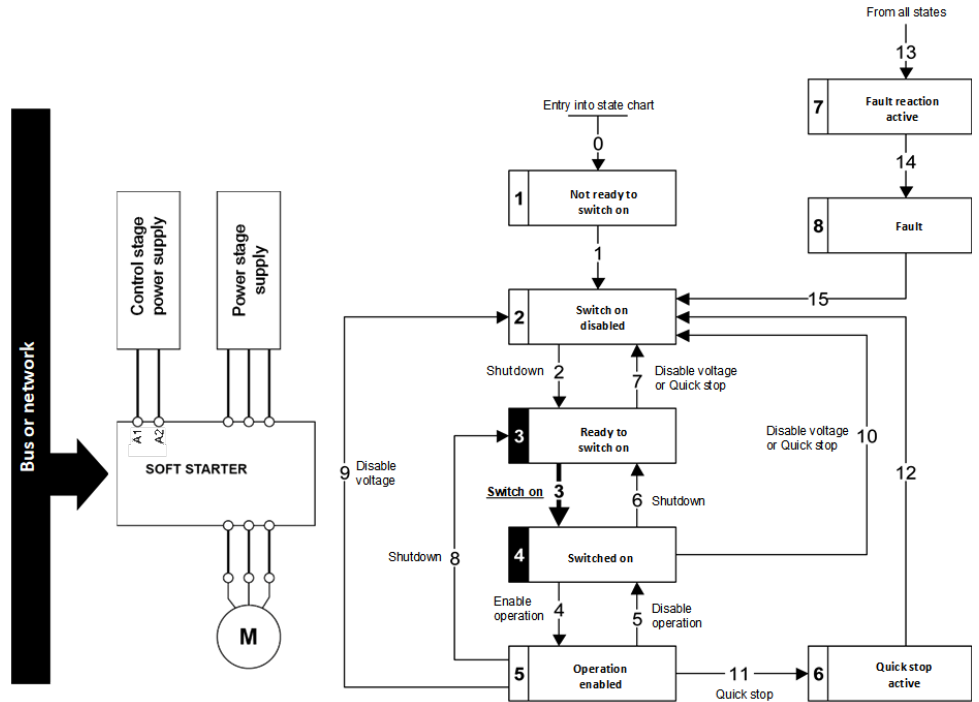 Bus or network
Control stage
power supply
Power stage
supply
A1
A2
SOFT STARTER
M
From all states
13
7
Fault reaction
active
14
8
Fault
15
Entry into state chart
0
1
Not ready to
switch on
1
2
Switch on
disabled
Shutdown
2
7
Disable voltage
or Quick stop
3
Ready to
switch on
Switch on
3
6
Shutdown
4
Switched on
Enable
operation
4
5
Disable
operation
5
Operation
enabled
9
Disable
voltage
Shutdown
8
Disable voltage
or Quick stop
10
12
11
Quick stop
6
Quick stop
active